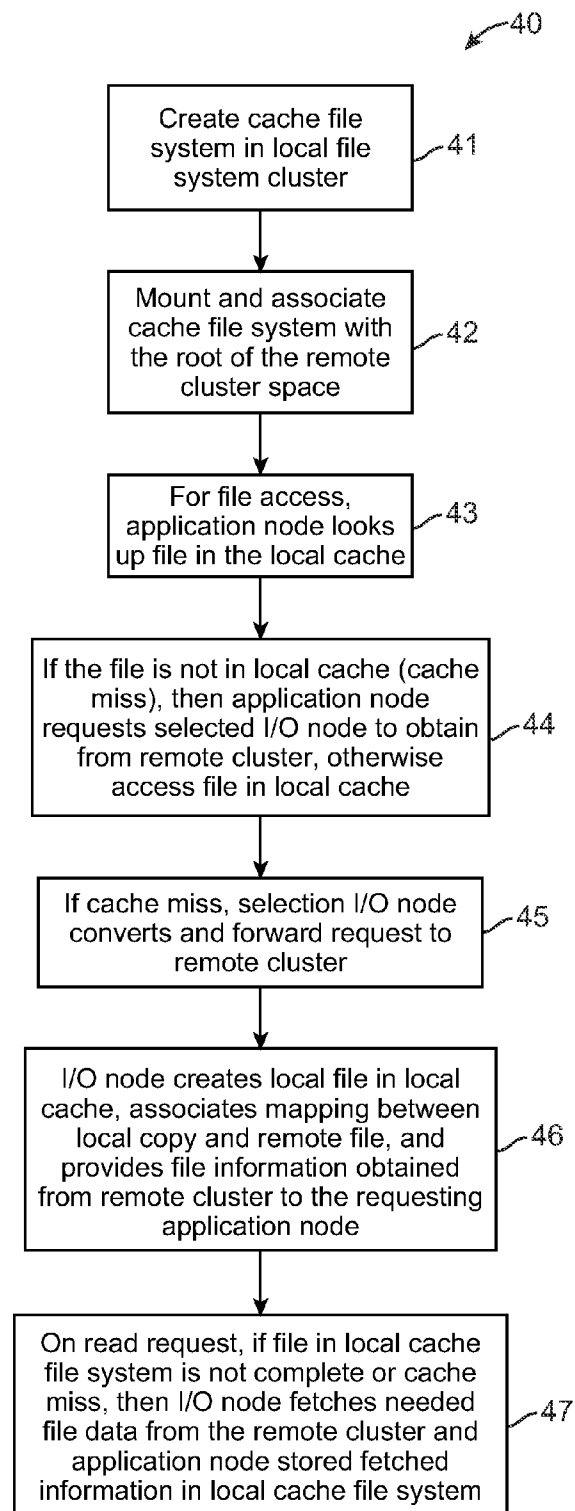 40
Create cache file
system in local file
system cluster
41
Mount and associate
cache file system with
the root of the remote
cluster space
42
For file access,
application node looks
up file in the local cache
43
If the file is not in local cache (cache
miss), then application node
requests selected I/O node to obtain
from remote cluster, otherwise
access file in local cache
44
If cache miss, selection I/O node
converts and forward request to
remote cluster
45
I/O node creates local file in local
cache, associates mapping between
local copy and remote file, and
provides file information obtained
from remote cluster to the requesting
application node
46
On read request, if file in local cache
file system is not complete or cache
miss, then I/O node fetches needed
file data from the remote cluster and
application node stored fetched
information in local cache file system
47